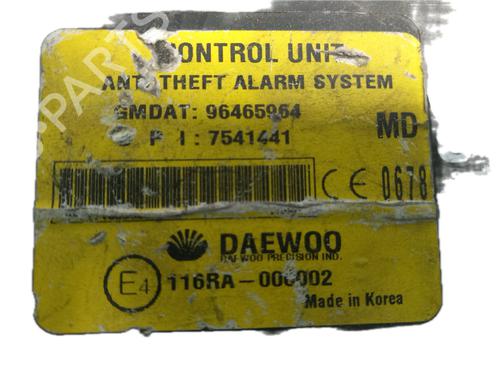 CONTROL UNIT
ANTI THEFT ALARM SYSTEM
GMDAT: 96465964
P I : 7541441
MD
CE 0678
DAEWOO
DAEWOO PRECISION IND.
E4
116RA-000002
Made in Korea